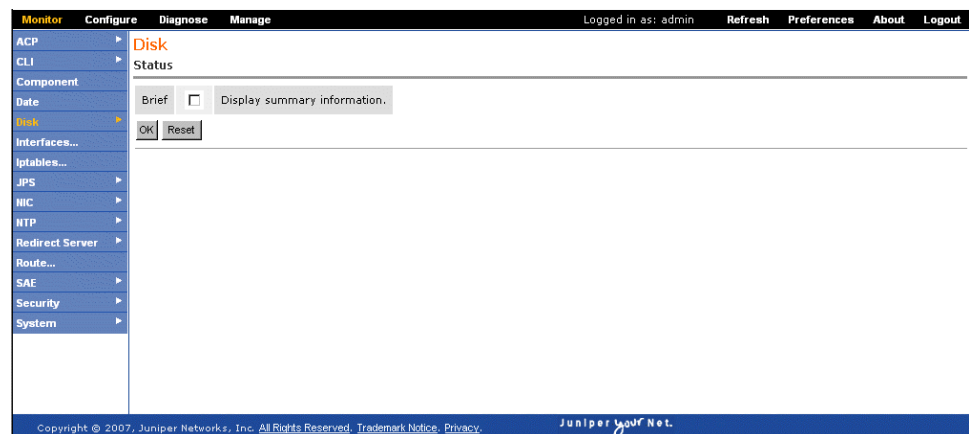 Monitor Configure Diagnose Manage Logged in as: admin Refresh Preferences About Logout
ACP
CLI
Component
Date
Disk
Interfaces...
Iptables...
JPS
NIC
NTP
Redirect Server
Route...
SAE
Security
System
Disk
Status
Brief Display summary information.
OK Reset
Copyright © 2007, Juniper Networks, Inc. All Rights Reserved. Trademark Notice. Privacy.
Juniper your Net.